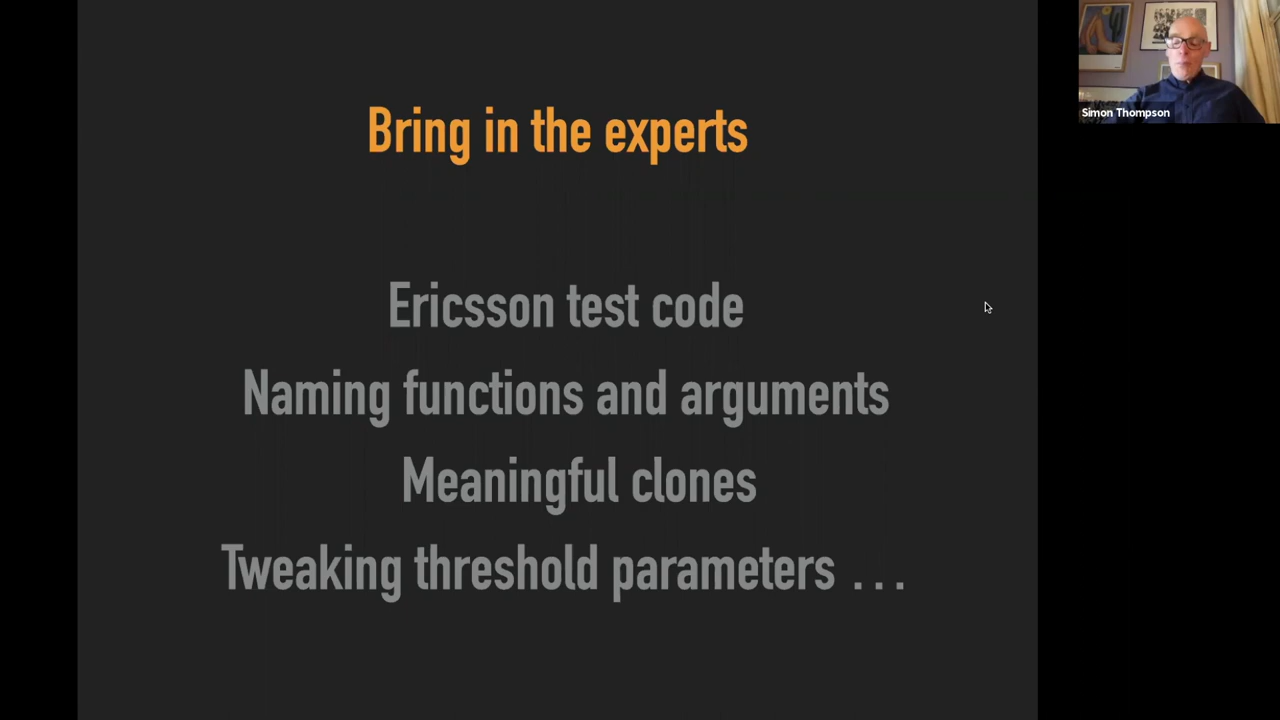 Bring in the experts
Ericsson test code
Naming functions and arguments
Meaningful clones
Tweaking threshold parameters ...
Simon Thompson